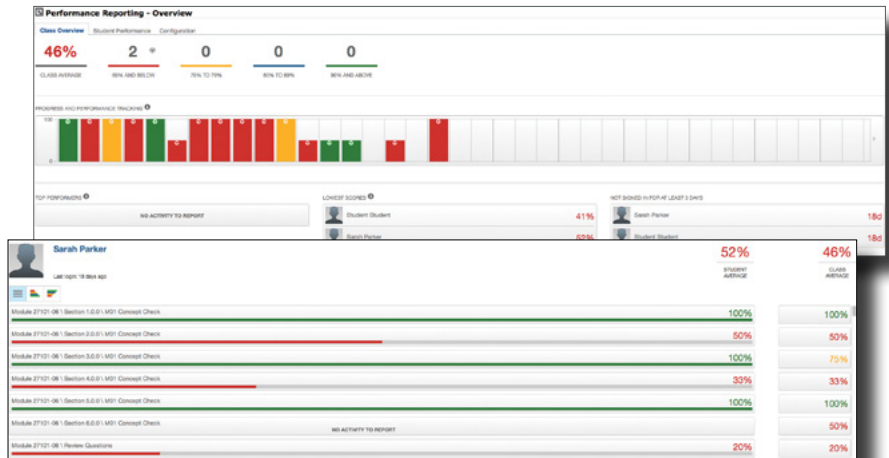 Performance Reporting - Overview
Class Overview Student Performance Configuration
46% 2 0 0 0
CLASS AVERAGE 69% AND BELOW 70% TO 79% 80% TO 89% 90% AND ABOVE
PROGRESS AND PERFORMANCE TRACKING
100
0
TOP PERFORMERS LOWEST SCORES NOT SIGNED IN FOR AT LEAST 3 DAYS
NO ACTIVITY TO REPORT Student Student 41% Sarah Parker 18d
Sarah Parker 52% Student Student 18d
Sarah Parker 52% 46%
STUDENT AVERAGE CLASS AVERAGE
Last login: 18 days ago
Module 27101-06 \ Section 1.0.0 \ M01 Concept Check 100% 100%
Module 27101-06 \ Section 2.0.0 \ M01 Concept Check 50% 50%
Module 27101-06 \ Section 3.0.0 \ M01 Concept Check 100% 75%
Module 27101-06 \ Section 4.0.0 \ M01 Concept Check 33% 33%
Module 27101-06 \ Section 5.0.0 \ M01 Concept Check 100% 100%
Module 27101-06 \ Section 6.0.0 \ M01 Concept Check NO ACTIVITY TO REPORT 50%
Module 27101-06 \ Review Questions 20% 20%